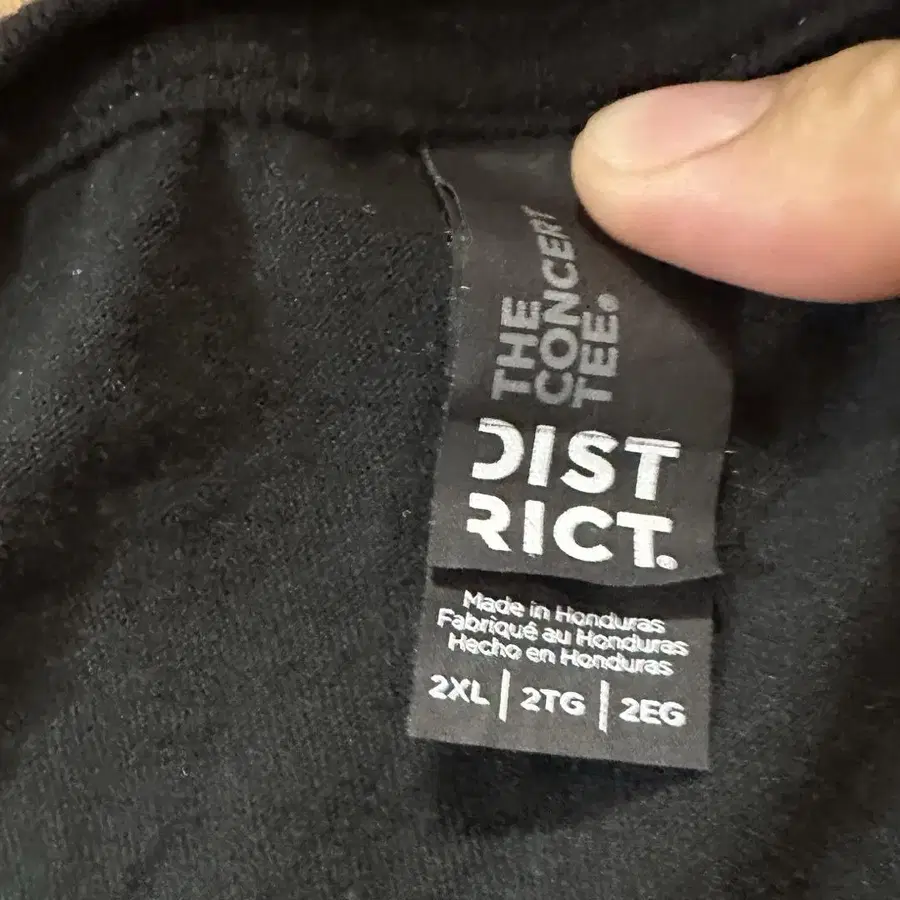 THE
CONCERT
TEE®
DIST
RICT®
Made in Honduras
Fabriqué au Honduras
Hecho en Honduras
2XL | 2TG | 2EG